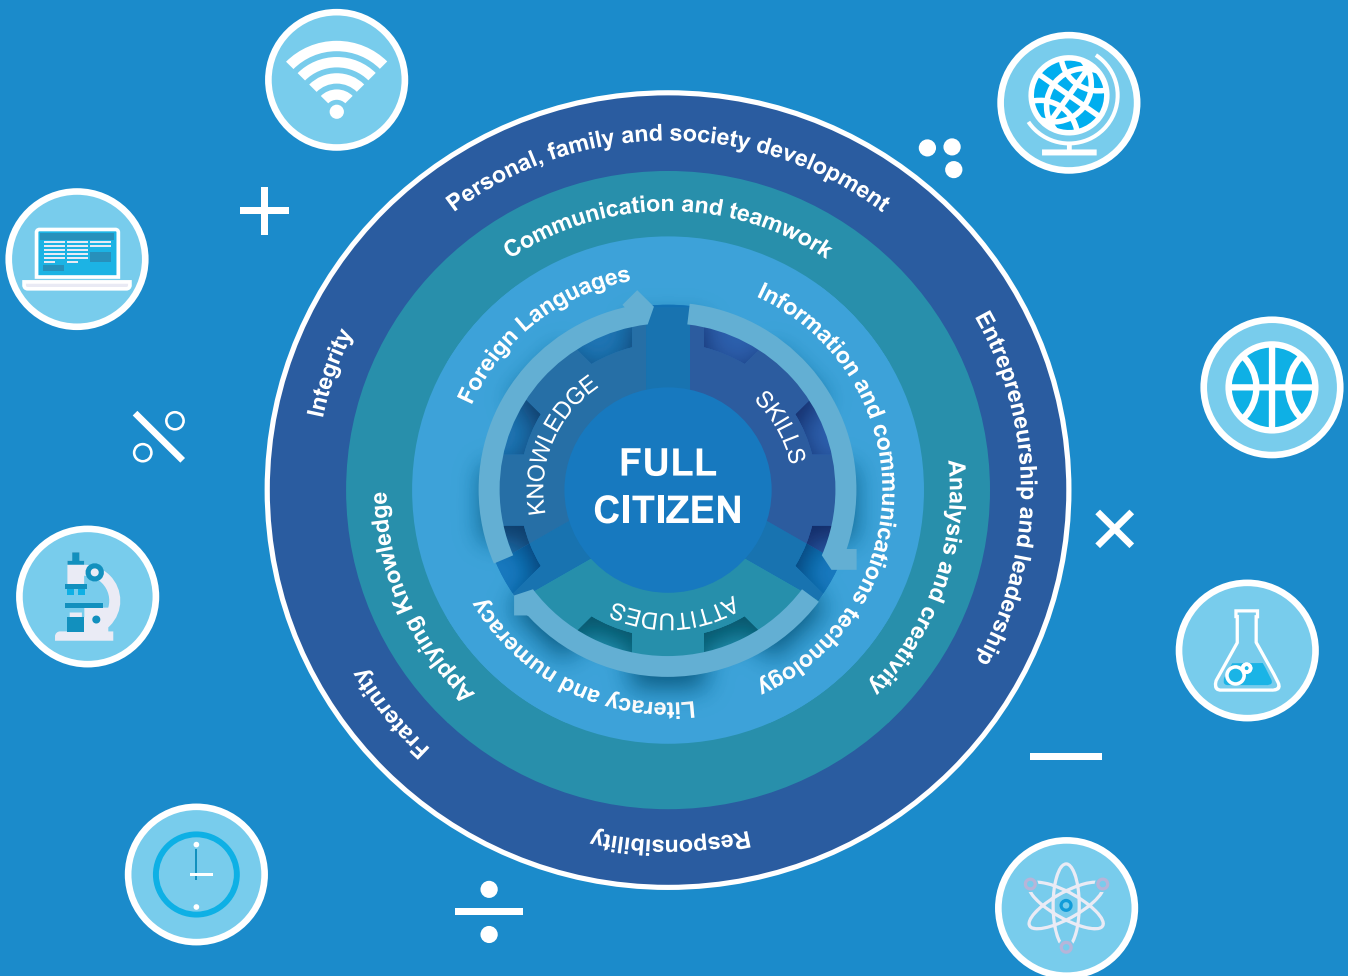 Personal, family and society development
Entrepreneurship and leadership
Responsibility
Fraternity
Integrity
Communication and teamwork
Analysis and creativity
Applying Knowledge
Foreign Languages
Information and communications technology
Literacy and numeracy
KNOWLEDGE
SKILLS
ATTITUDES
FULL
CITIZEN